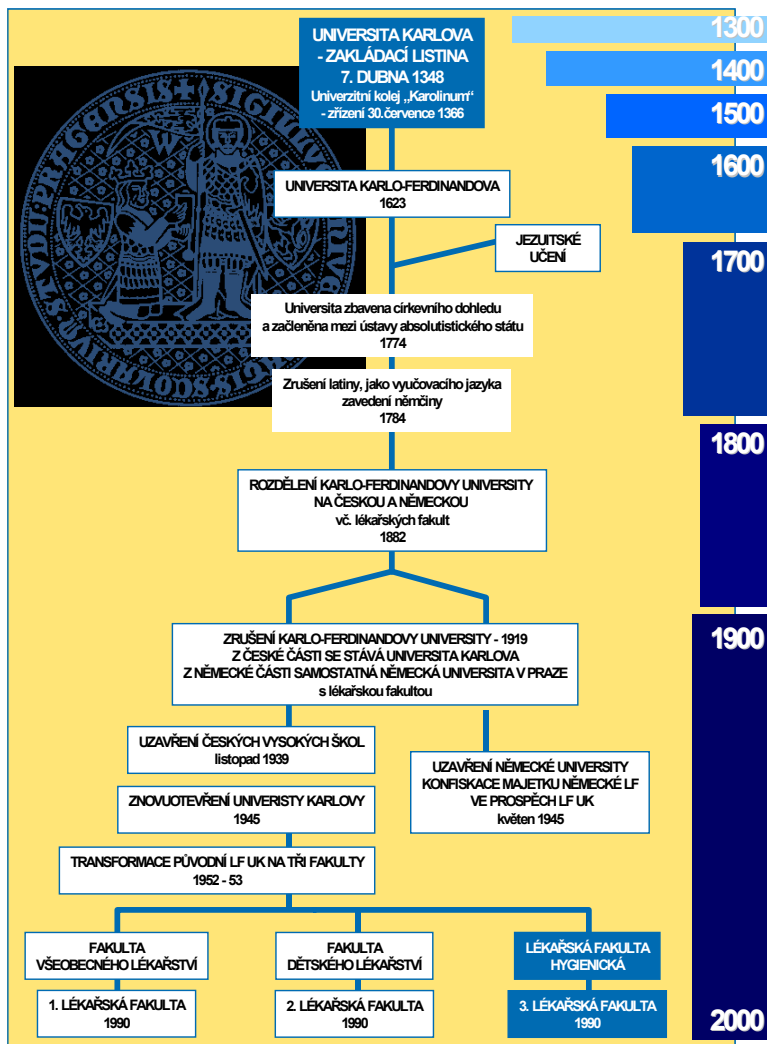 UNIVERSITA KARLOVA
- ZAKLÁDACÍ LISTINA
7. DUBNA 1348
Univerzitní kolej „Karolinum“
- zřízení 30.července 1366
1300
1400
1500
1600
1700
1800
1900
2000
UNIVERSITA KARLO-FERDINANDOVA
1623
JEZUITSKÉ
UČENÍ
Universita zbavena církevního dohledu
a začleněna mezi ústavy absolutistického státu
1774
Zrušení latiny, jako vyučovacího jazyka
zavedení němčiny
1784
ROZDĚLENÍ KARLO-FERDINANDOVY UNIVERSITY
NA ČESKOU A NĚMECKOU
vč. lékařských fakult
1882
ZRUŠENÍ KARLO-FERDINANDOVY UNIVERSITY - 1919
Z ČESKÉ ČÁSTI SE STÁVÁ UNIVERSITA KARLOVA
Z NĚMECKÉ ČÁSTI SAMOSTATNÁ NĚMECKÁ UNIVERSITA V PRAZE
s lékařskou fakultou
UZAVŘENÍ ČESKÝCH VYSOKÝCH ŠKOL
listopad 1939
UZAVŘENÍ NĚMECKÉ UNIVERSITY
KONFISKACE MAJETKU NĚMECKÉ LF
VE PROSPĚCH LF UK
květen 1945
ZNOVUOTEVŘENÍ UNIVERISTY KARLOVY
1945
TRANSFORMACE PŮVODNÍ LF UK NA TŘI FAKULTY
1952 - 53
FAKULTA
VŠEOBECNÉHO LÉKAŘSTVÍ
FAKULTA
DĚTSKÉHO LÉKAŘSTVÍ
LÉKAŘSKÁ FAKULTA
HYGIENICKÁ
1. LÉKAŘSKÁ FAKULTA
1990
2. LÉKAŘSKÁ FAKULTA
1990
3. LÉKAŘSKÁ FAKULTA
1990